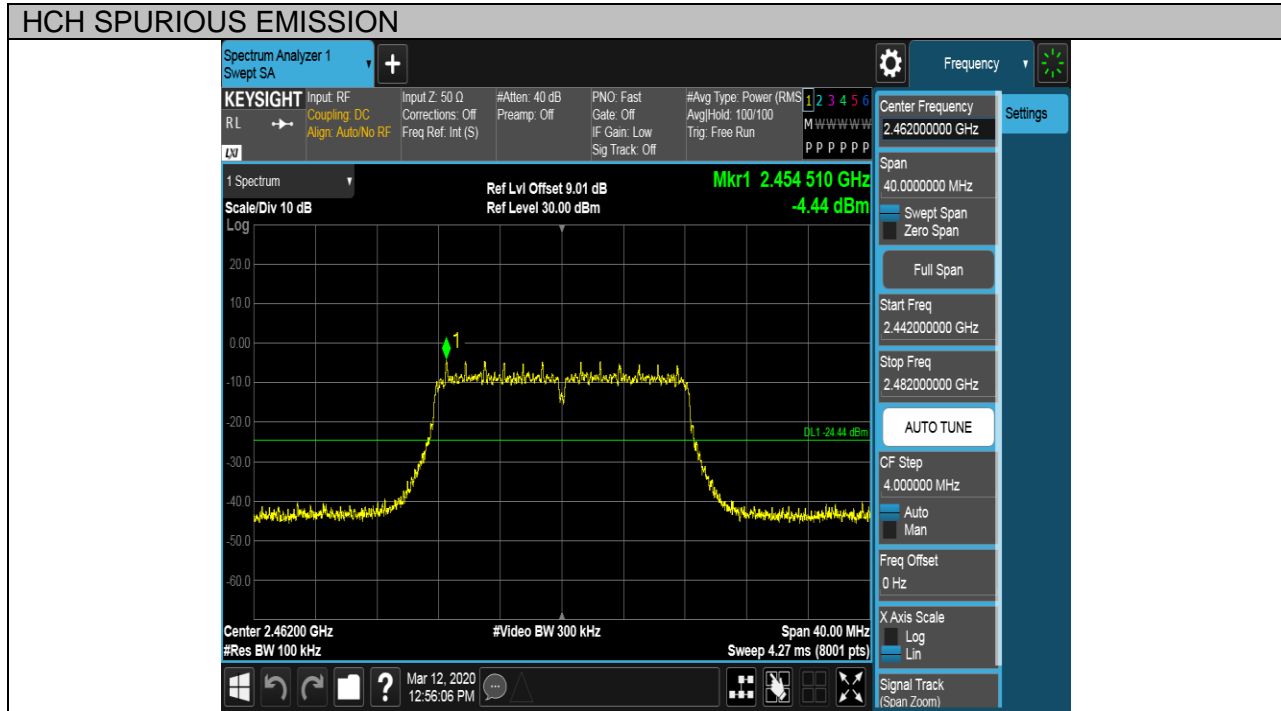 HCH SPURIOUS EMISSION
Spectrum Analyzer 1
Swept SA
+
Frequency
KEYSIGHT
RL
LXI
Input: RF
Coupling: DC
Align: Auto/No RF
Input Z: 50 Ω
Corrections: Off
Freq Ref: Int (S)
#Atten: 40 dB
Preamp: Off
PNO: Fast
Gate: Off
IF Gain: Low
Sig Track: Off
#Avg Type: Power (RMS
Avg|Hold: 100/100
Trig: Free Run
1 2 3 4 5 6
M W W W W W
P P P P P P
1 Spectrum
Scale/Div 10 dB
Ref Lvl Offset 9.01 dB
Ref Level 30.00 dBm
Mkr1 2.454 510 GHz
-4.44 dBm
Log
20.0
10.0
0.00
-10.0
-20.0
-30.0
-40.0
-50.0
-60.0
1
DL1 -24.44 dBm
Center 2.46200 GHz
#Res BW 100 kHz
#Video BW 300 kHz
Span 40.00 MHz
Sweep 4.27 ms (8001 pts)
?
Mar 12, 2020
12:56:06 PM
Center Frequency
2.462000000 GHz
Settings
Span
40.0000000 MHz
Swept Span
Zero Span
Full Span
Start Freq
2.442000000 GHz
Stop Freq
2.482000000 GHz
AUTO TUNE
CF Step
4.000000 MHz
Auto
Man
Freq Offset
0 Hz
X Axis Scale
Log
Lin
Signal Track
(Span Zoom)